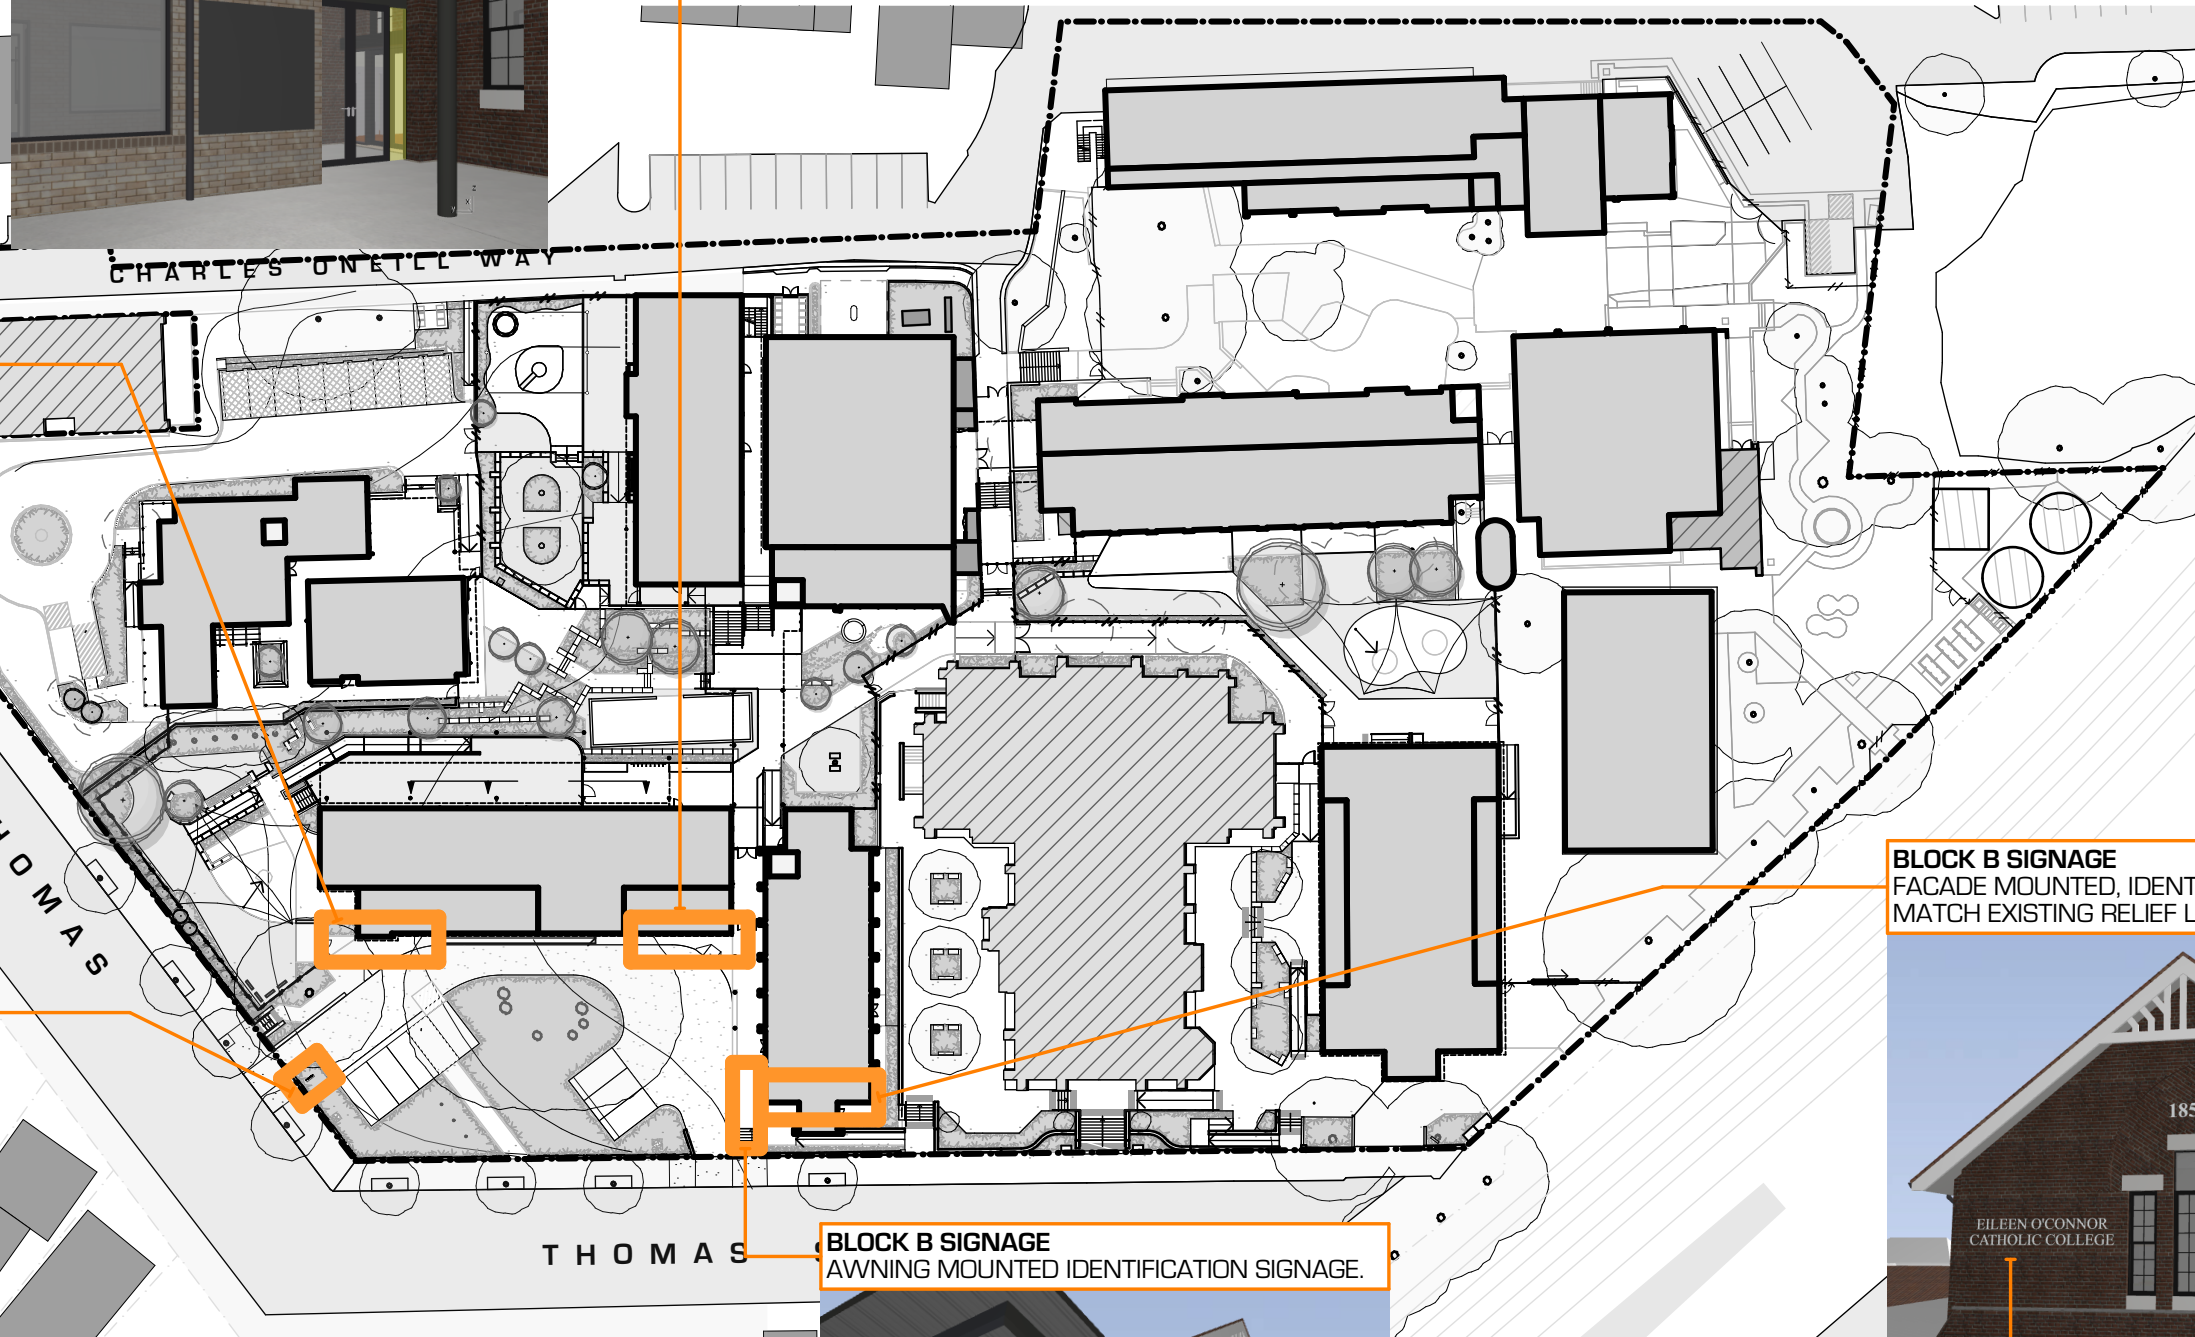 CHARLES ONEILL WAY
THOMAS
BLOCK B SIGNAGE
FACADE MOUNTED,
MATCH EXISTING RELIEF
EILEEN O'CONNOR
CATHOLIC COLLEGE
THOMAS
BLOCK B SIGNAGE
AWNING MOUNTED IDENTIFICATION SIGNAGE.